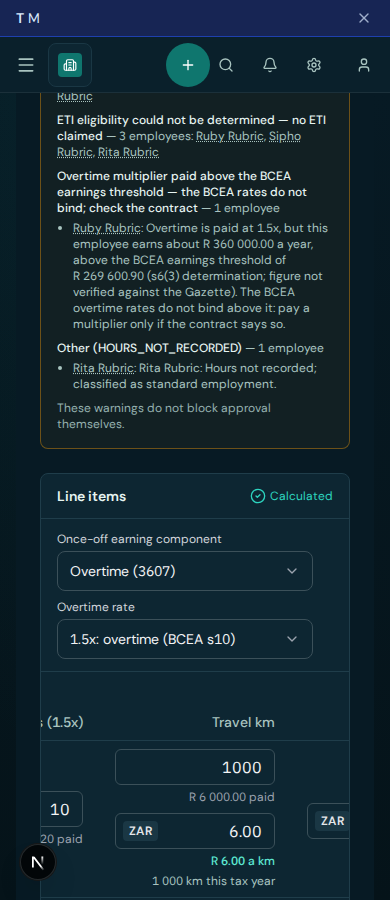 T M
Rubric
ETI eligibility could not be determined — no ETI
claimed — 3 employees: Ruby Rubric, Sipho
Rubric, Rita Rubric
Overtime multiplier paid above the BCEA
earnings threshold — the BCEA rates do not
bind; check the contract — 1 employee
• Ruby Rubric: Overtime is paid at 1.5x, but this
employee earns about R 360 000.00 a year,
above the BCEA earnings threshold of
R 269 600.90 (s6(3) determination; figure not
verified against the Gazette). The BCEA
overtime rates do not bind above it: pay a
multiplier only if the contract says so.
Other (HOURS_NOT_RECORDED) — 1 employee
• Rita Rubric: Rita Rubric: Hours not recorded;
classified as standard employment.
These warnings do not block approval
themselves.
Line items
Calculated
Once-off earning component
Overtime (3607)
Overtime rate
1.5x: overtime (BCEA s10)
s (1.5x)
Travel km
1000
R 6 000.00 paid
10
ZAR 6.00
ZAR
20 paid
R 6.00 a km
1 000 km this tax year
N